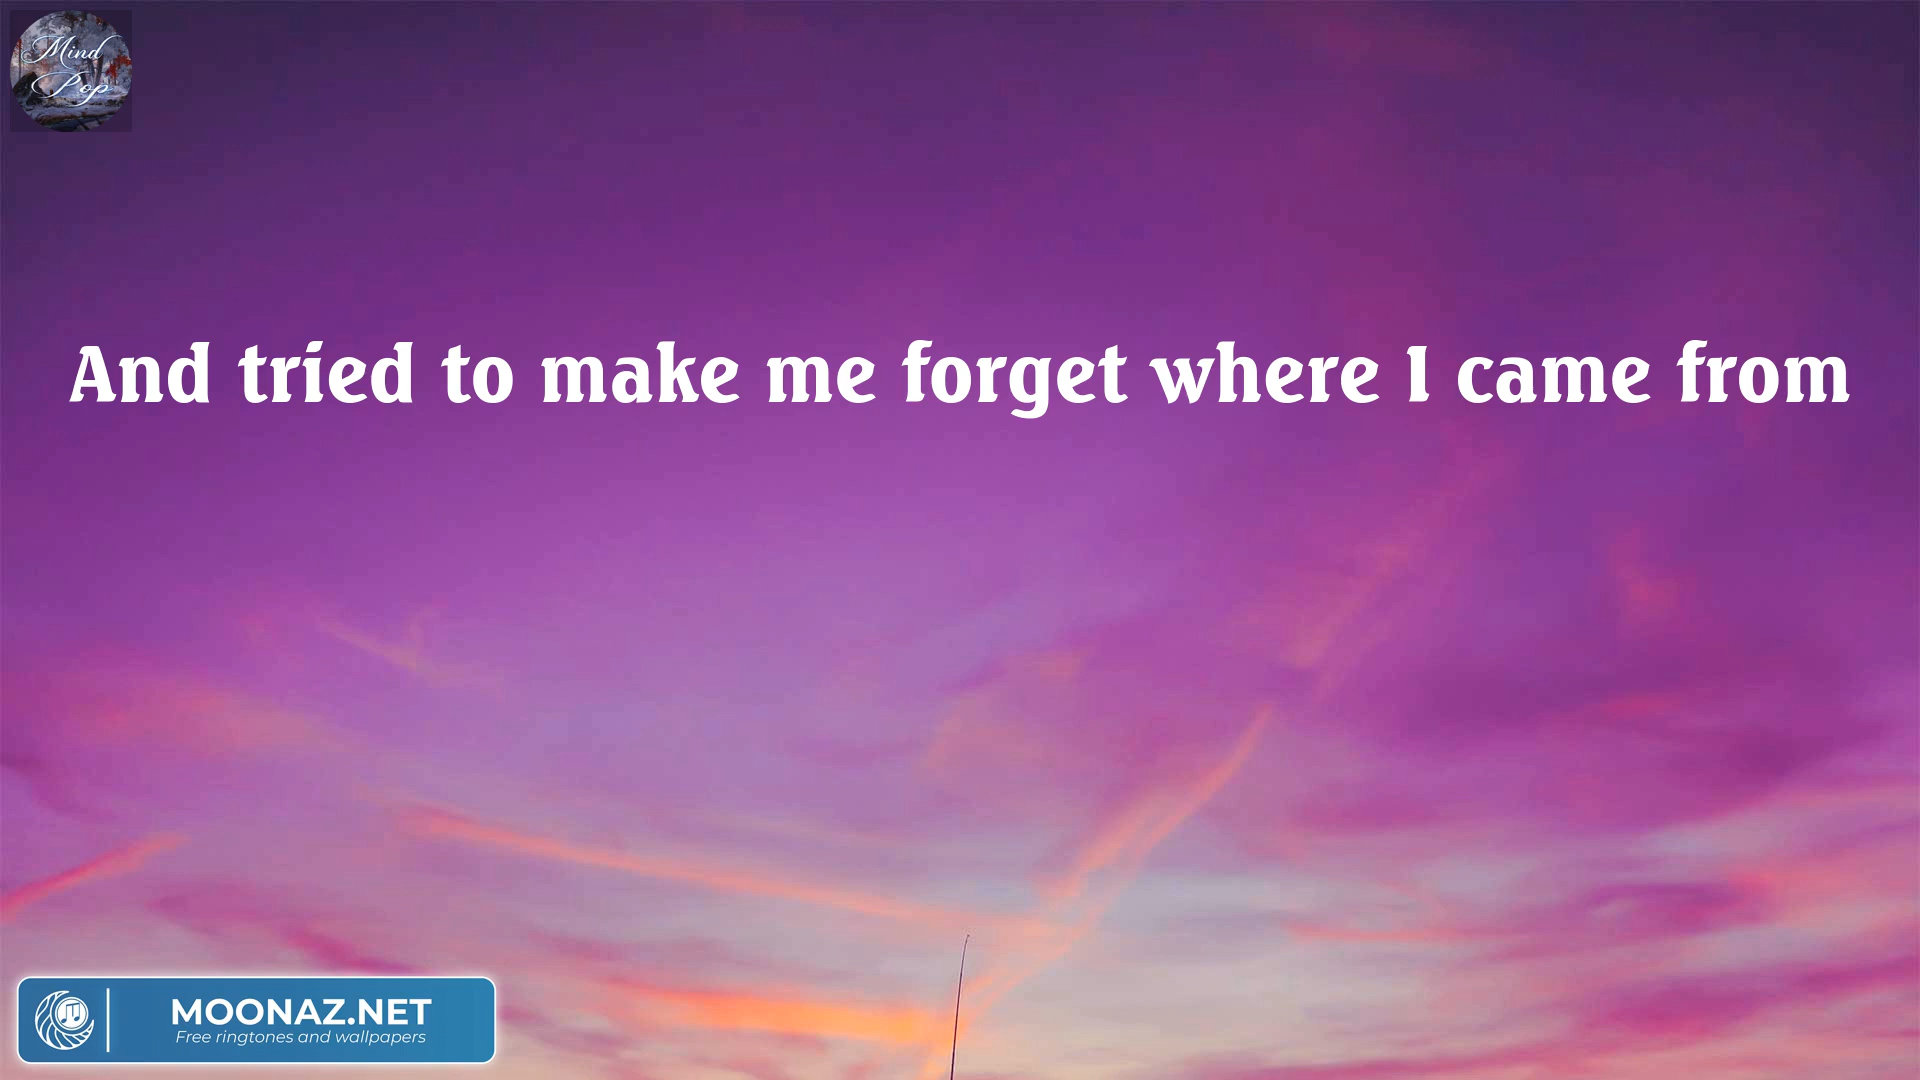 Mind
Pop
And tried to make me forget where I came from
MOONAZ.NET
Free ringtones and wallpapers